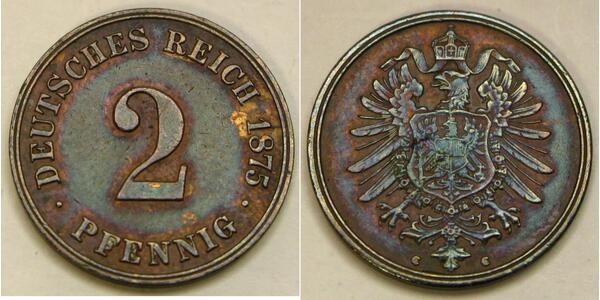 DEUTSCHES REICH 1875
· PFENNIG ·
2
C C